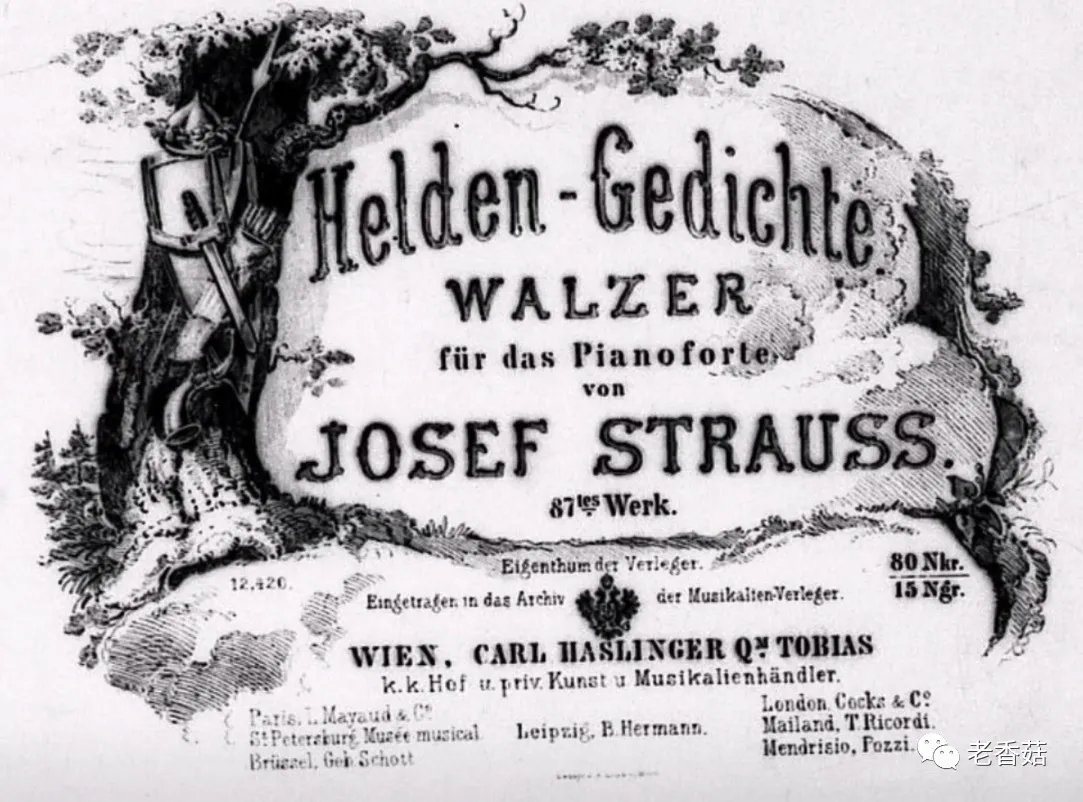 Helden-Gedichte.
WALZER
für das Pianoforte
von
JOSEF STRAUSS.
87tes Werk.
Eigenthum der Verleger.
80 Nkr.
15 Ngr.
12,420.
Eingetragen in das Archiv der Musikalien-Verleger.
WIEN, CARL HASLINGER Qm TOBIAS
k.k. Hof u. priv. Kunst u Musikalienhändler.
Paris, L. Mayaud & Co
St Petersburg, Musée musical
Brüssel, Geb Schott
Leipzig, B. Hermann.
London, Cocks & Co
Mailand, T. Ricordi.
Mendrisio, Pozzi.
老香菇